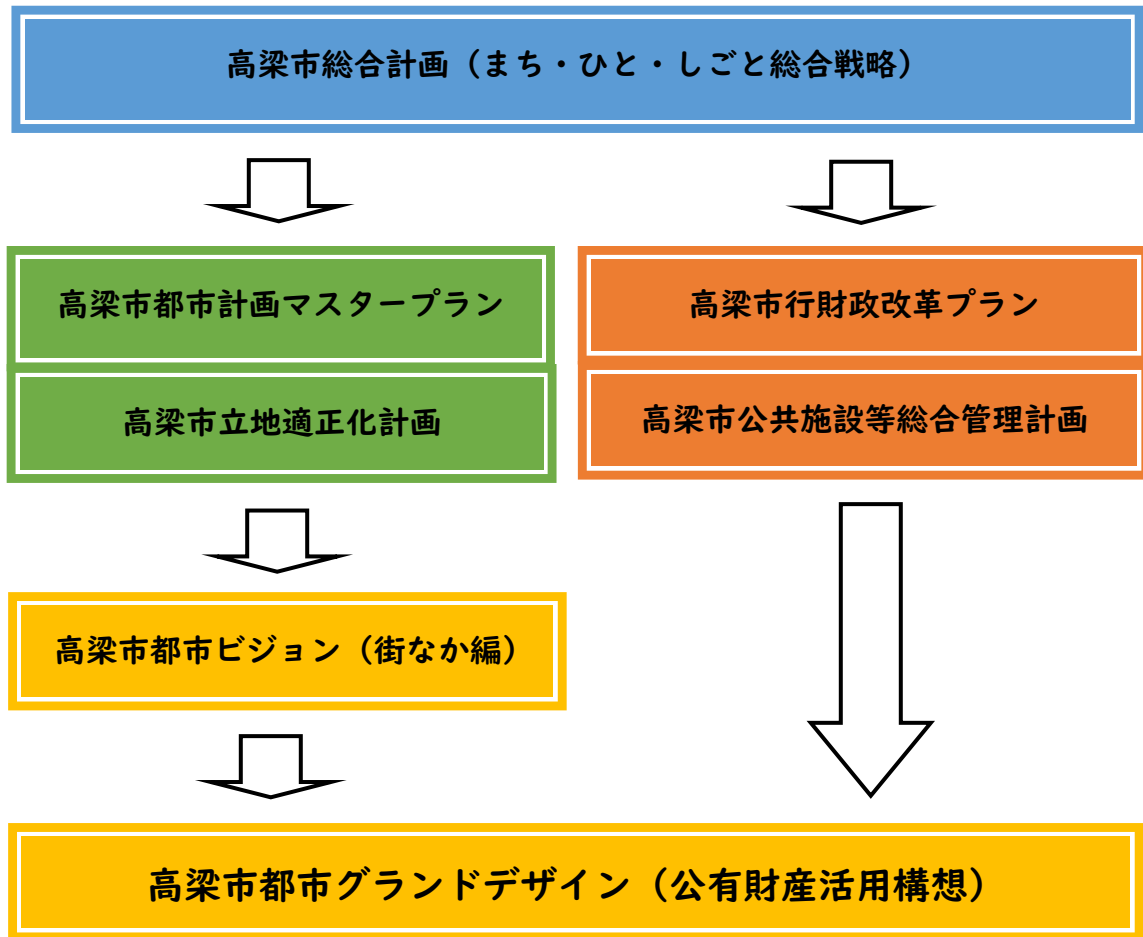 高梁市総合計画（まち・ひと・しごと総合戦略）
高梁市都市計画マスタープラン
高梁市行財政改革プラン
高梁市立地適正化計画
高梁市公共施設等総合管理計画
高梁市都市ビジョン（街なか編）
高梁市都市グランドデザイン（公有財産活用構想）